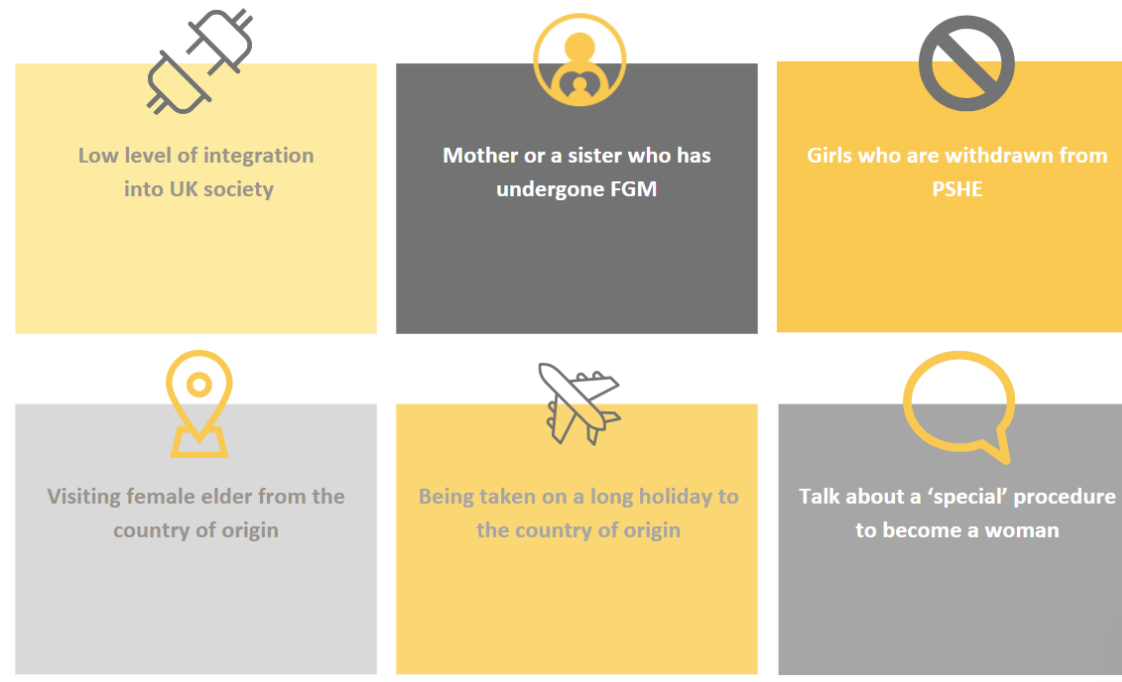 Low level of integration
into UK society
Mother or a sister who has
undergone FGM
Girls who are withdrawn from
PSHE
Visiting female elder from the
country of origin
Being taken on a long holiday to
the country of origin
Talk about a ‘special’ procedure
to become a woman